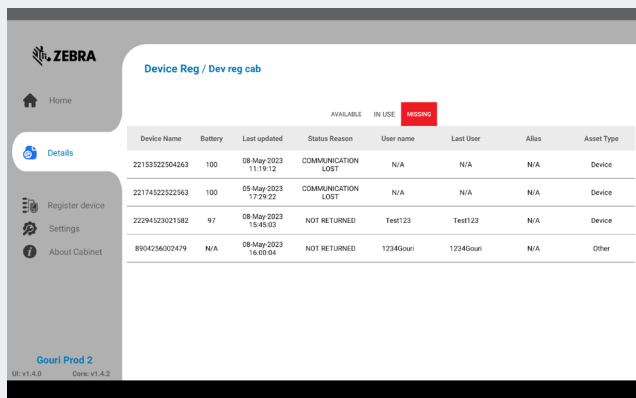 ZEBRA
Home
Details
Register device
Settings
About Cabinet
Gouri Prod 2
UI: v1.4.0 Core: v1.4.2
Device Reg / Dev reg cab
AVAILABLE IN USE MISSING
Device Name Battery Last updated Status Reason User name Last User Alias Asset Type
22153522504263 100 08-May-2023 11:19:12 COMMUNICATION LOST N/A N/A N/A Device
22174522522563 100 05-May-2023 17:29:22 COMMUNICATION LOST N/A N/A N/A Device
22294523021582 97 08-May-2023 15:45:03 NOT RETURNED Test123 Test123 N/A Device
8904256002479 N/A 08-May-2023 16:00:04 NOT RETURNED 1234Gouri 1234Gouri N/A Other